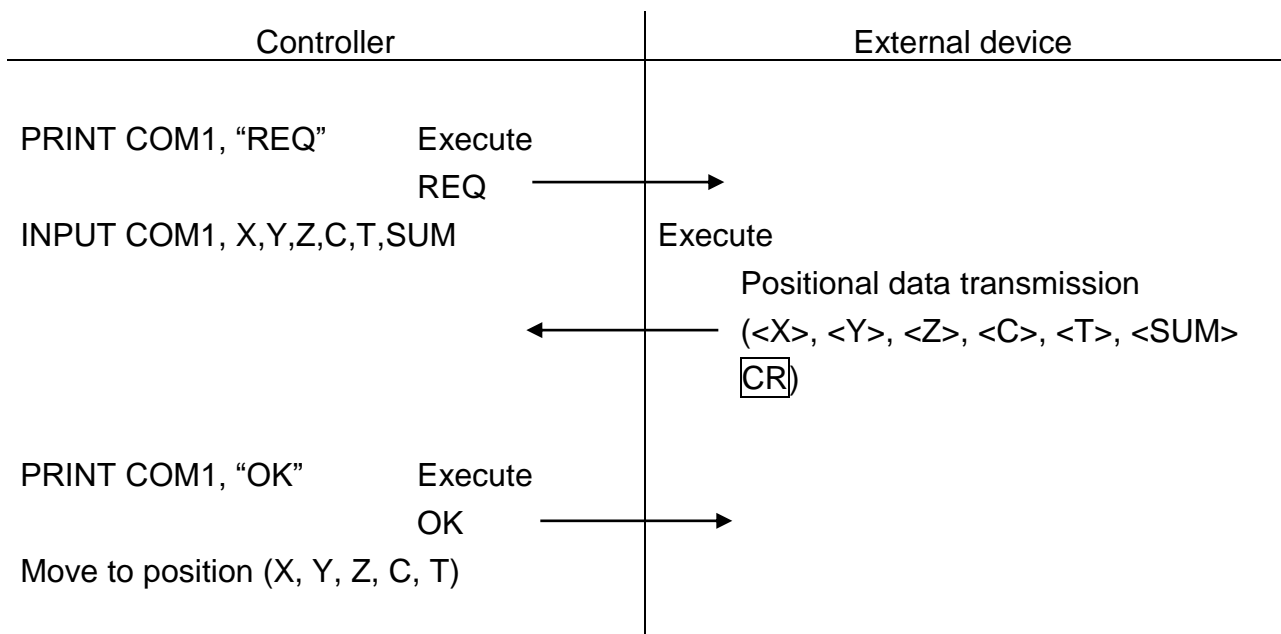 Controller External device
PRINT COM1, “REQ” Execute
REQ
INPUT COM1, X,Y,Z,C,T,SUM Execute
Positional data transmission
(<X>, <Y>, <Z>, <C>, <T>, <SUM>
CR)
PRINT COM1, “OK” Execute
OK
Move to position (X, Y, Z, C, T)